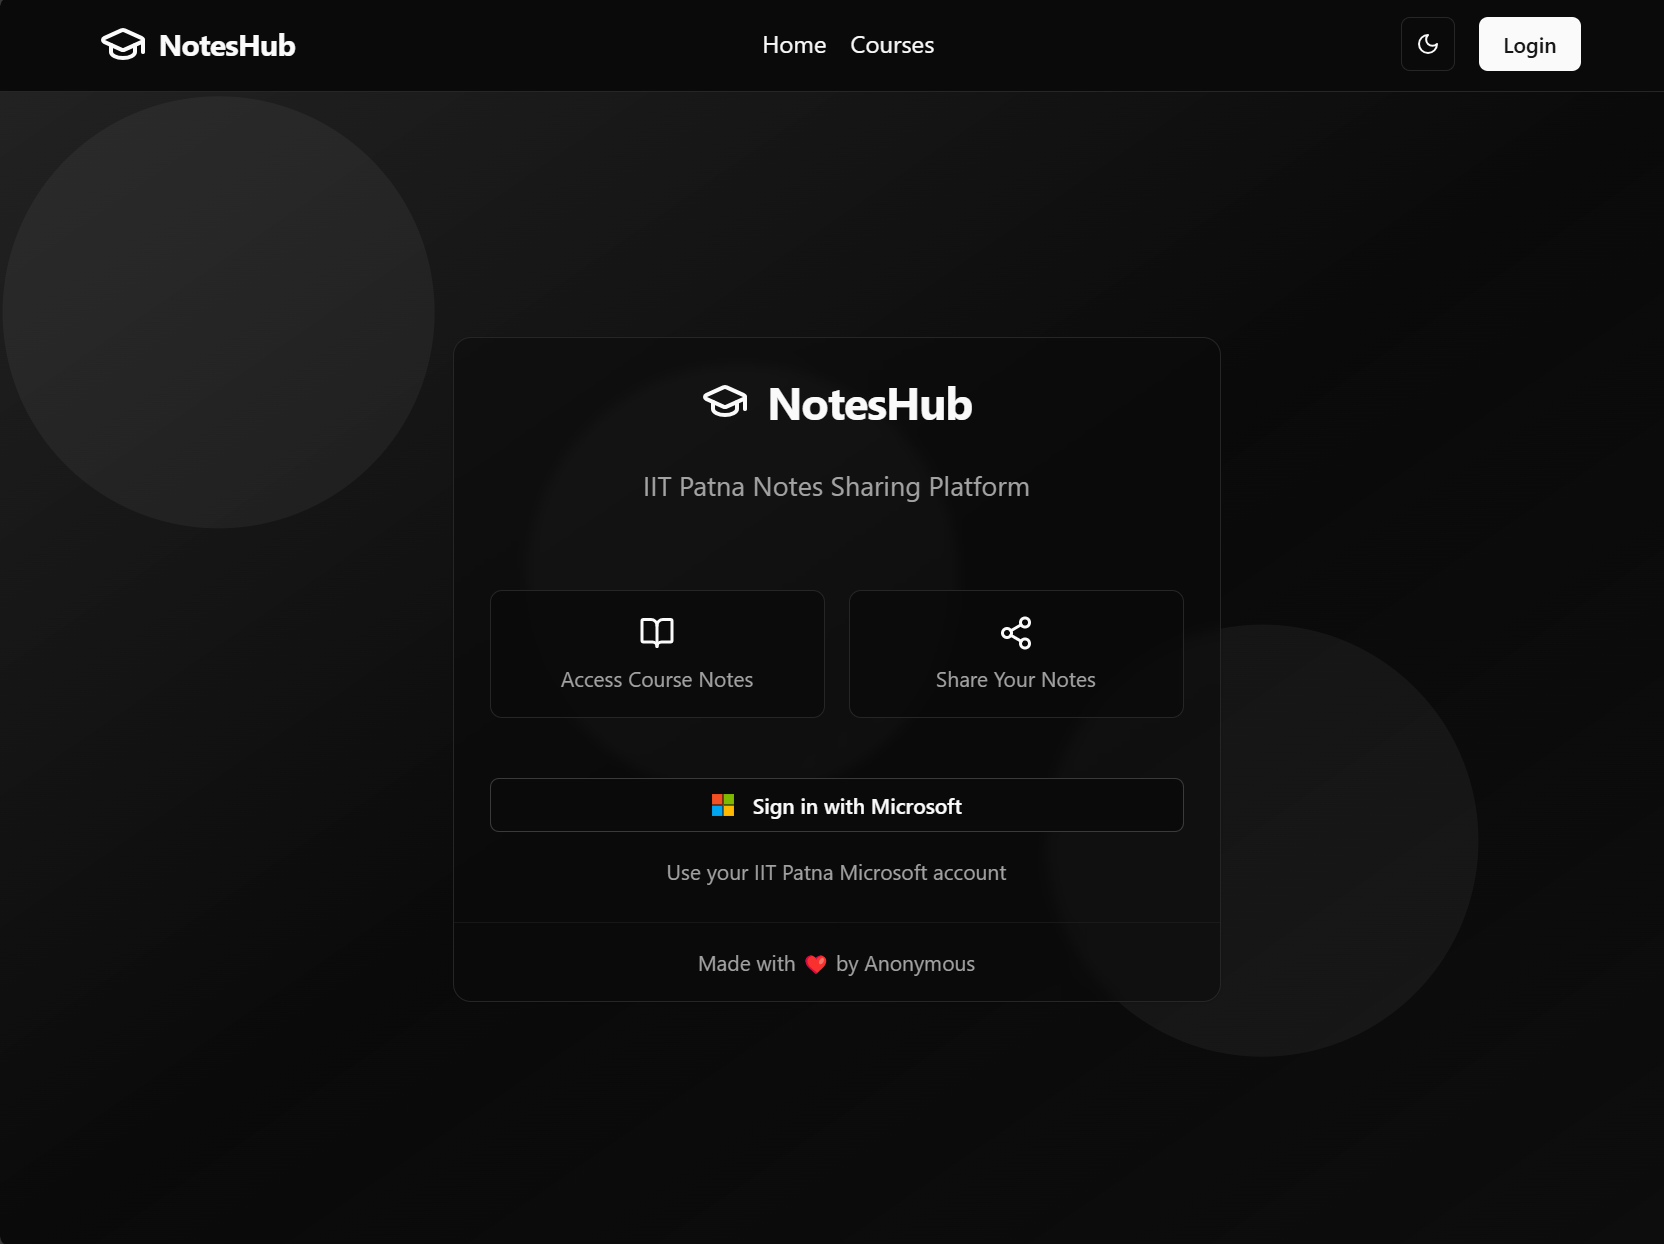 NotesHub
Home Courses
Login
NotesHub
IIT Patna Notes Sharing Platform
Access Course Notes
Share Your Notes
Sign in with Microsoft
Use your IIT Patna Microsoft account
Made with ❤️ by Anonymous